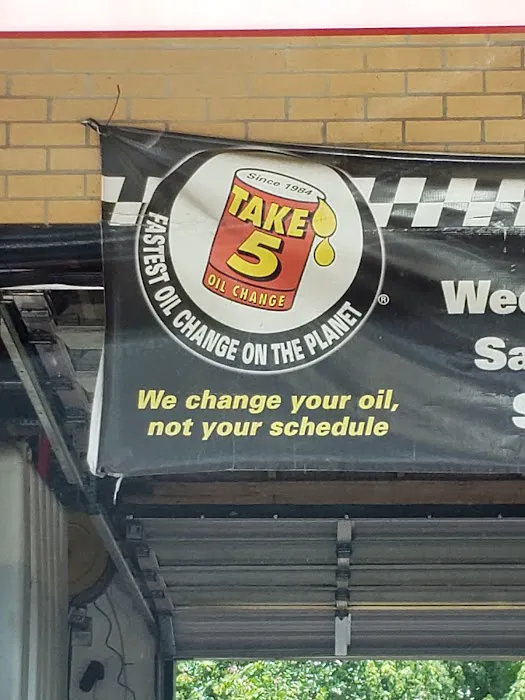 Since 1984
TAKE
5
OIL CHANGE
FASTEST OIL CHANGE ON THE PLANET
®
We change your oil,
not your schedule